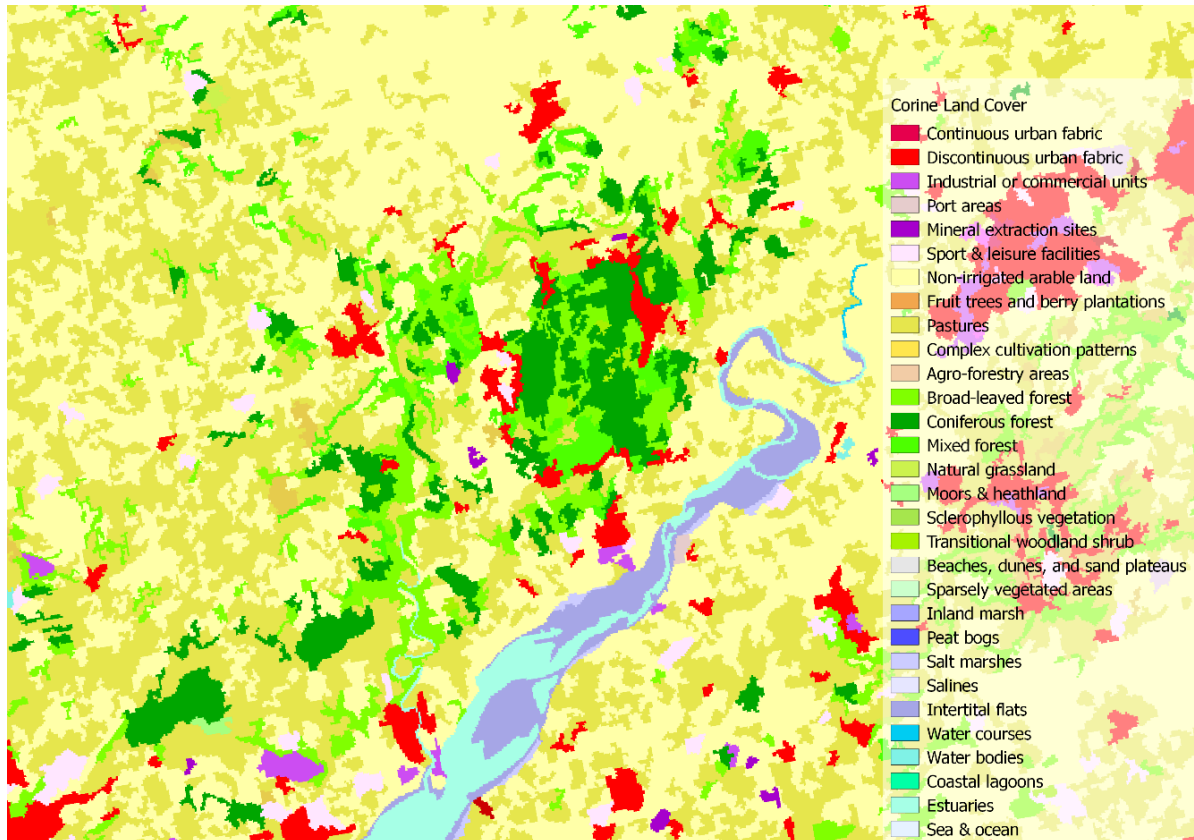 Corine Land Cover
Continuous urban fabric
Discontinuous urban fabric
Industrial or commercial units
Port areas
Mineral extraction sites
Sport & leisure facilities
Non-irrigated arable land
Fruit trees and berry plantations
Pastures
Complex cultivation patterns
Agro-forestry areas
Broad-leaved forest
Coniferous forest
Mixed forest
Natural grassland
Moors & heathland
Sclerophyllous vegetation
Transitional woodland shrub
Beaches, dunes, and sand plateaus
Sparsely vegetated areas
Inland marsh
Peat bogs
Salt marshes
Salines
Intertital flats
Water courses
Water bodies
Coastal lagoons
Estuaries
Sea & ocean